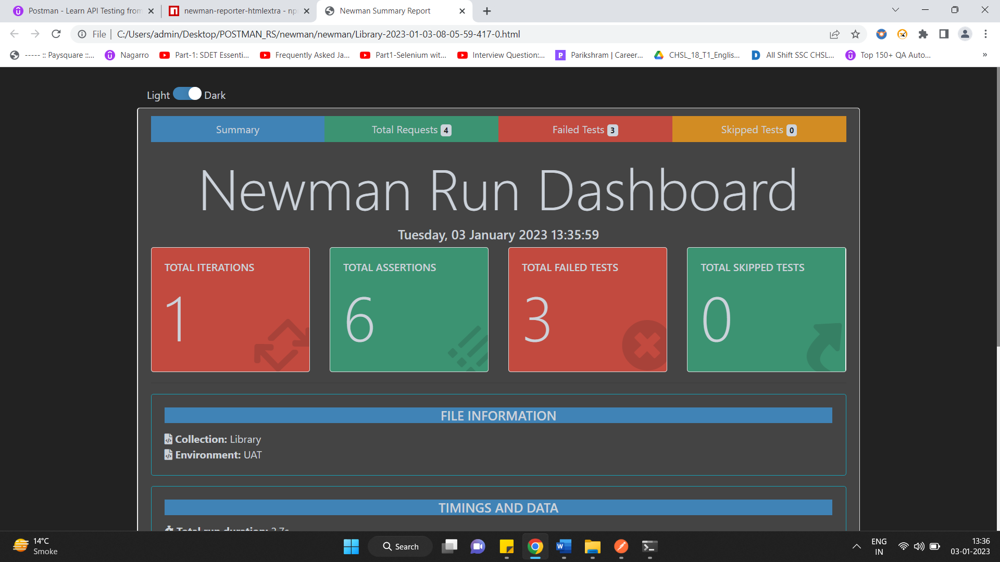 Postman - Learn API Testing from
newman-reporter-htmlextra - np
Newman Summary Report
File
C:/Users/admin/Desktop/POSTMAN_RS/newman/newman/Library-2023-01-03-08-05-59-417-0.html
----- :: Paysquare ::...
Nagarro
Part-1: SDET Essenti...
Frequently Asked Ja...
Part1-Selenium wit...
Interview Question:...
Parikshram | Career...
CHSL_18_T1_Englis...
All Shift SSC CHSL...
Top 150+ QA Auto...
»
Light Dark
Summary
Total Requests 4
Failed Tests 3
Skipped Tests 0
Newman Run Dashboard
Tuesday, 03 January 2023 13:35:59
TOTAL ITERATIONS
1
TOTAL ASSERTIONS
6
TOTAL FAILED TESTS
3
TOTAL SKIPPED TESTS
0
FILE INFORMATION
Collection: Library
Environment: UAT
TIMINGS AND DATA
Total run duration: 2.7s
14°C
Smoke
Search
ENG
IN
13:36
03-01-2023